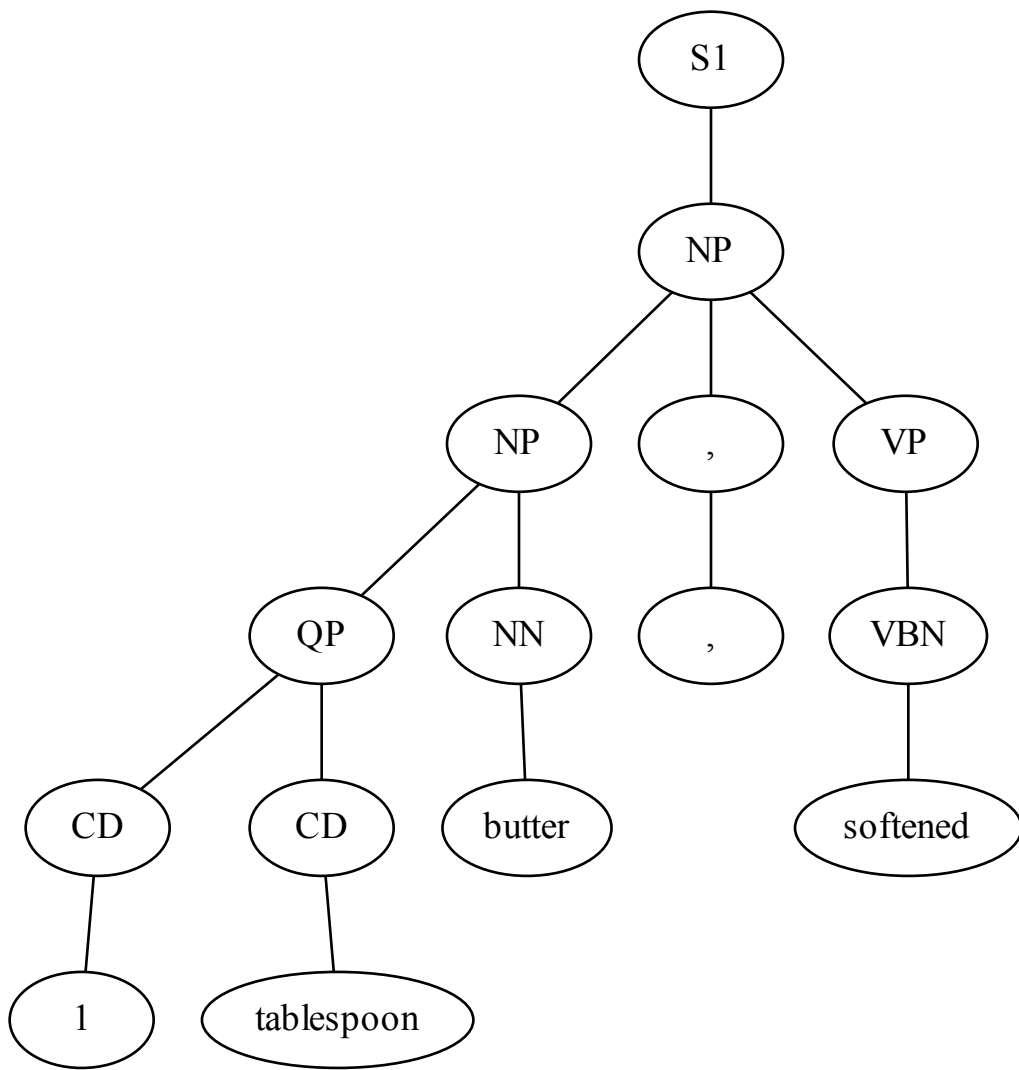 S1
NP
NP , VP
QP NN , VBN
CD CD butter softened
1 tablespoon